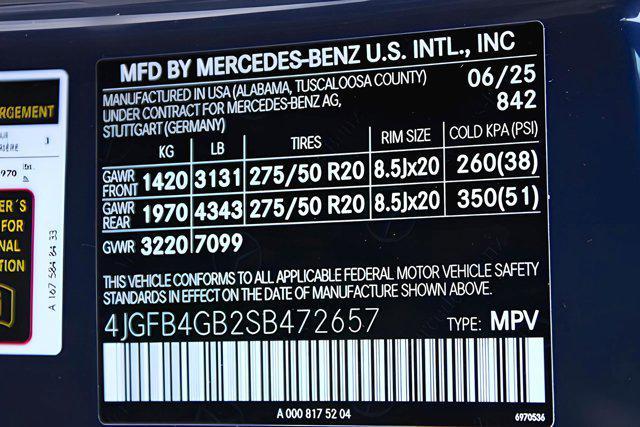 MFD BY MERCEDES-BENZ U.S. INTL., INC
MANUFACTURED IN USA (ALABAMA, TUSCALOOSA COUNTY) 06/25
UNDER CONTRACT FOR MERCEDES-BENZ AG, 842
STUTTGART (GERMANY)
KG LB TIRES RIM SIZE COLD KPA (PSI)
GAWR FRONT 1420 3131 275/50 R20 8.5Jx20 260(38)
GAWR REAR 1970 4343 275/50 R20 8.5Jx20 350(51)
GVWR 3220 7099
THIS VEHICLE CONFORMS TO ALL APPLICABLE FEDERAL MOTOR VEHICLE SAFETY
STANDARDS IN EFFECT ON THE DATE OF MANUFACTURE SHOWN ABOVE.
4JGFB4GB2SB472657 TYPE: MPV
A 000 817 52 04 6970536
RGEMENT
970
ER´S
FOR
NAL
TION
A 167 584 84 33